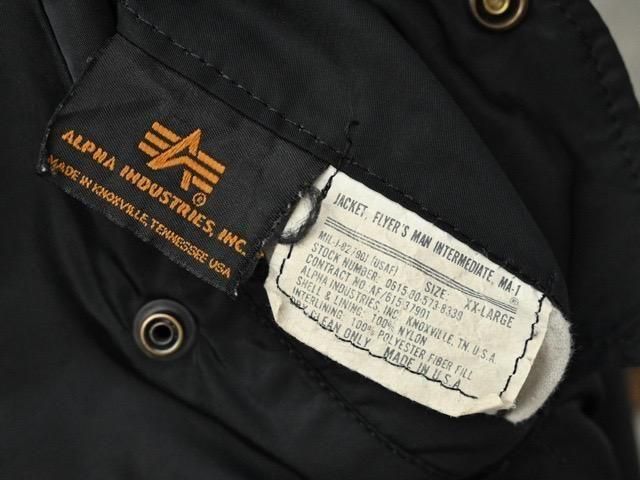 ALPHA INDUSTRIES, INC.
®
MADE IN KNOXVILLE, TENNESSEE USA
JACKET, FLYER'S MAN INTERMEDIATE, MA-1
®
MIL-J-8279DJ (USAF) SIZE: XX-LARGE
STOCK NUMBER: 0615-00-573-8339
CONTRACT NO. AF/615-37901
ALPHA INDUSTRIES INC. KNOXVILLE, TN. U.S.A.
SHELL & LINING: 100% NYLON
INTERLINING: 100% POLYESTER FIBER FILL
DRY CLEAN ONLY MADE IN U.S.A.